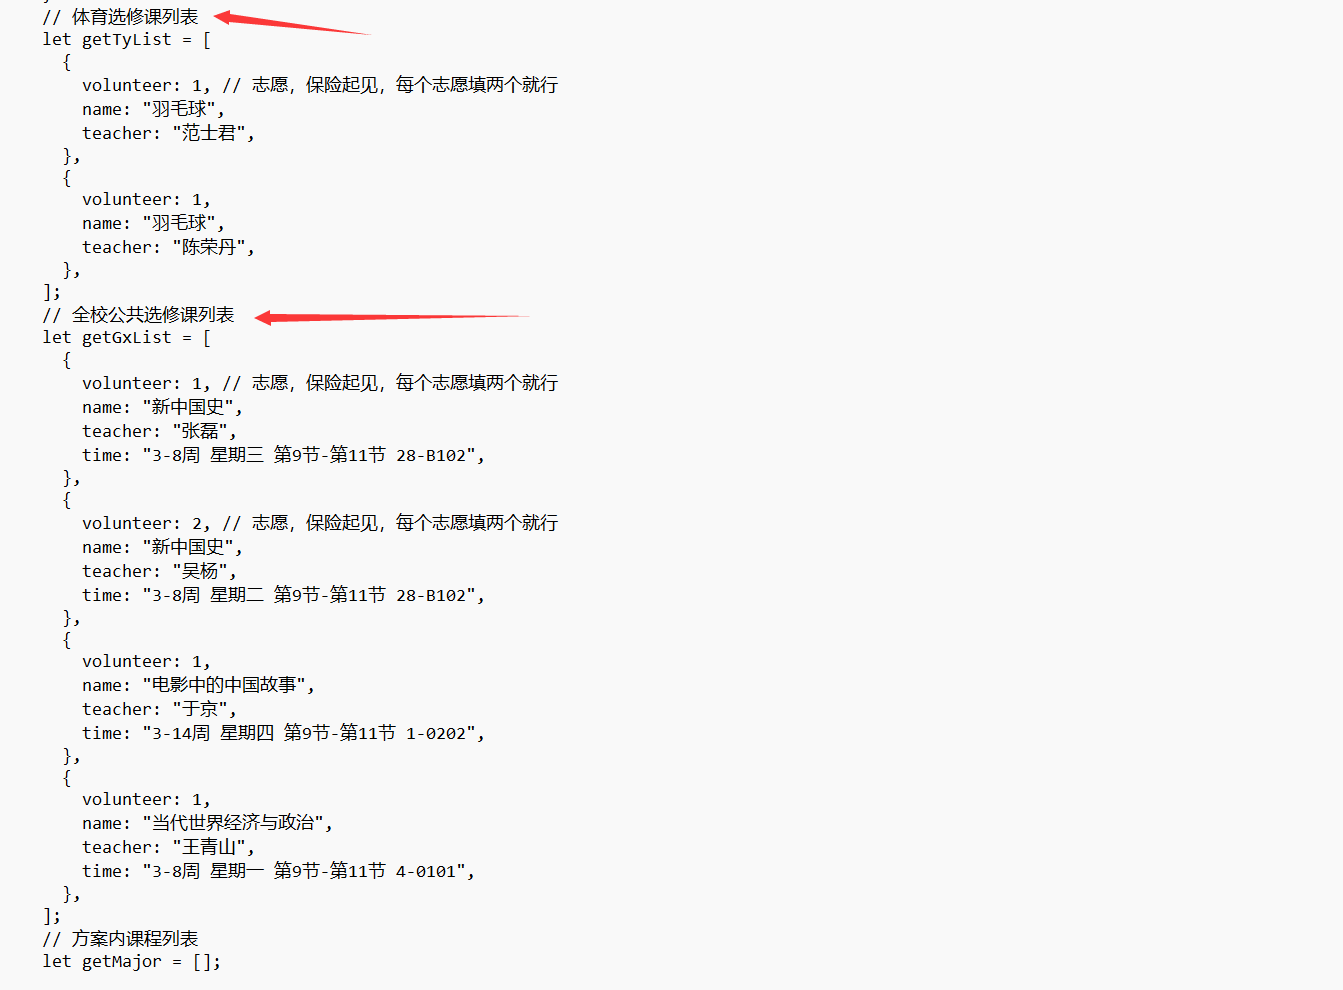 // 体育选修课列表
let getTyList = [
{
volunteer: 1, // 志愿，保险起见，每个志愿填两个就行
name: "羽毛球",
teacher: "范士君",
},
{
volunteer: 1,
name: "羽毛球",
teacher: "陈荣丹",
},
];
// 全校公共选修课列表
let getGxList = [
{
volunteer: 1, // 志愿，保险起见，每个志愿填两个就行
name: "新中国史",
teacher: "张磊",
time: "3-8周 星期三 第9节-第11节 28-B102",
},
{
volunteer: 2, // 志愿，保险起见，每个志愿填两个就行
name: "新中国史",
teacher: "吴杨",
time: "3-8周 星期二 第9节-第11节 28-B102",
},
{
volunteer: 1,
name: "电影中的中国故事",
teacher: "于京",
time: "3-14周 星期四 第9节-第11节 1-0202",
},
{
volunteer: 1,
name: "当代世界经济与政治",
teacher: "王青山",
time: "3-8周 星期一 第9节-第11节 4-0101",
},
];
// 方案内课程列表
let getMajor = [];